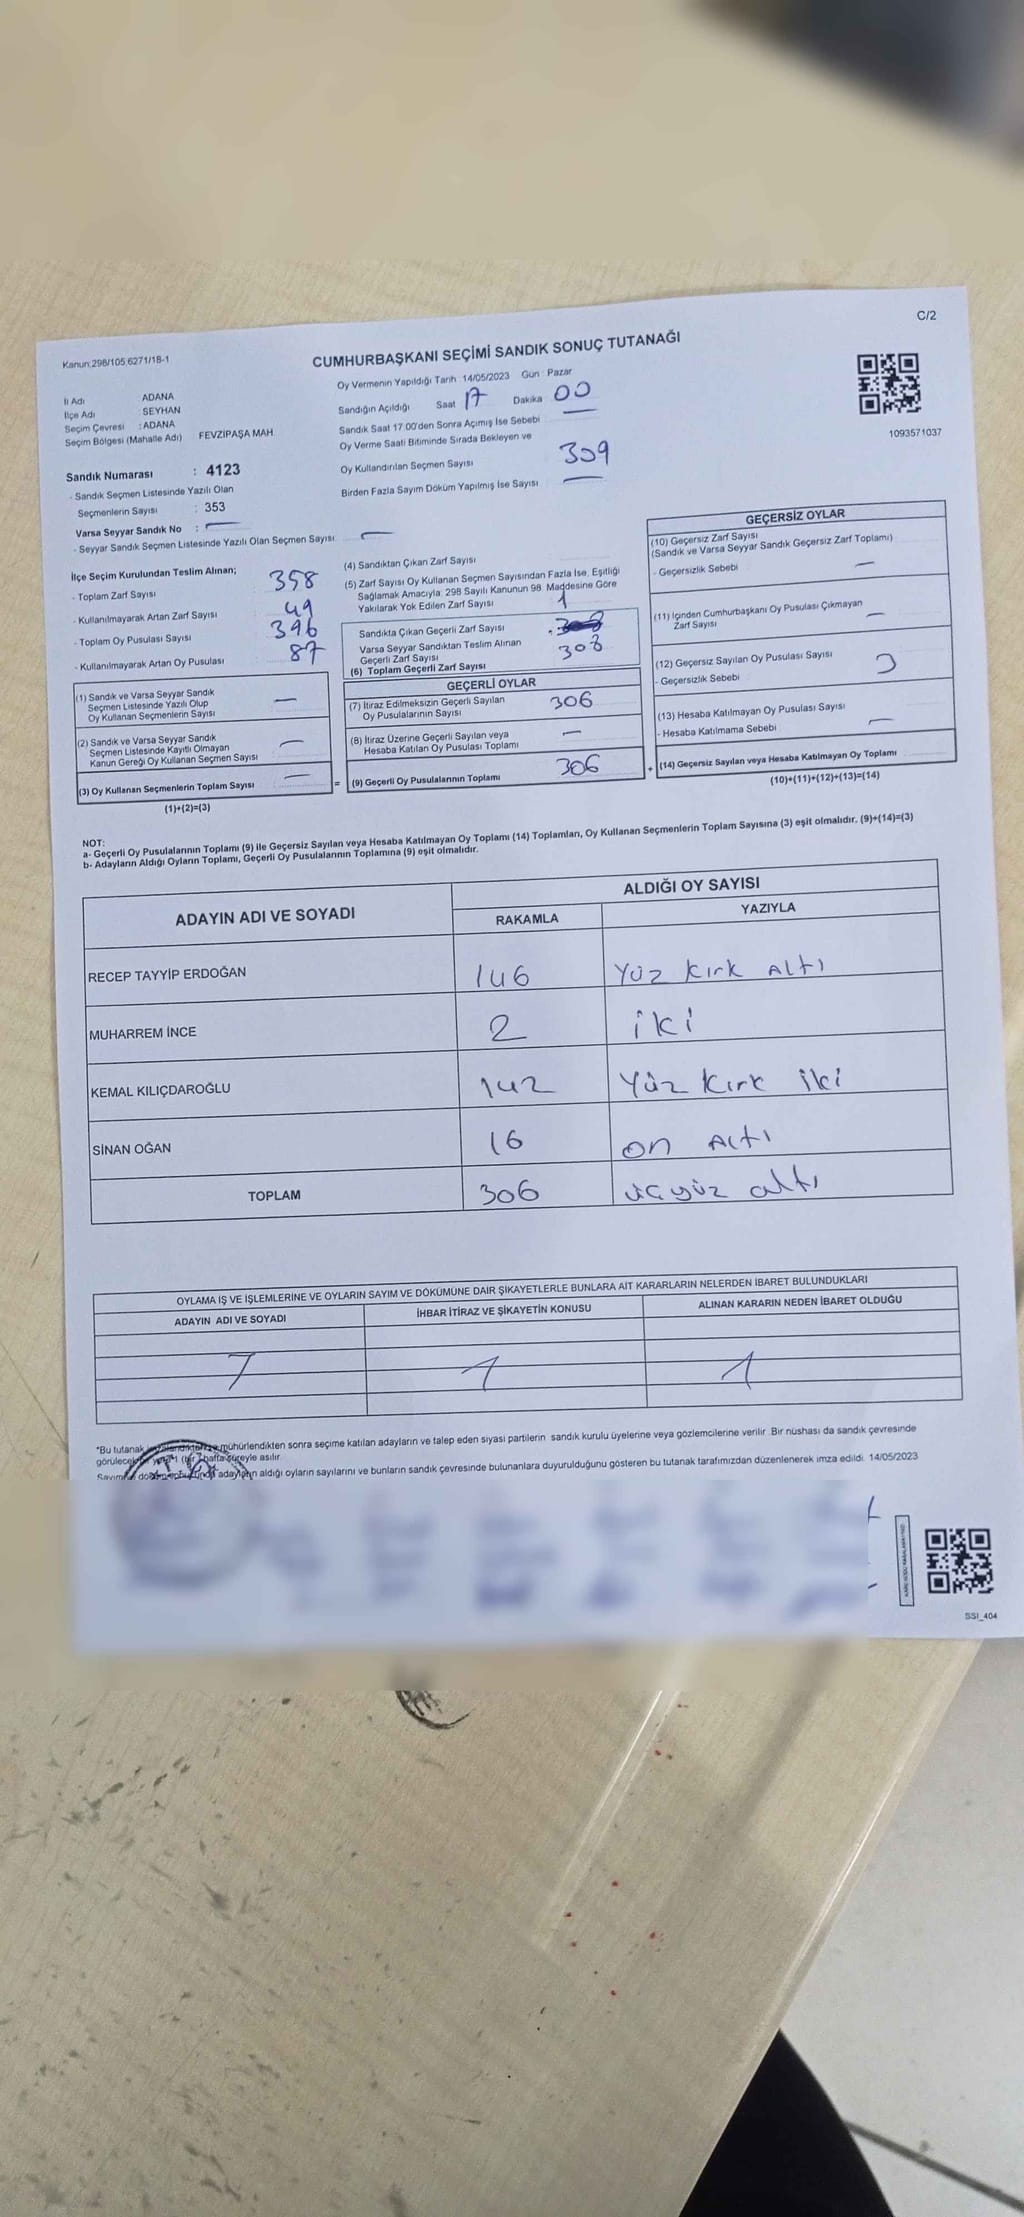 C/2
Kanun:298/105,6271/18-1
CUMHURBAŞKANI SEÇİMİ SANDIK SONUÇ TUTANAĞI
İl Adı ADANA
İlçe Adı SEYHAN
Seçim Çevresi : ADANA
Seçim Bölgesi (Mahalle Adı) FEVZİPAŞA MAH.
Oy Vermenin Yapıldığı Tarih : 14/05/2023 Gün : Pazar
Sandığın Açıldığı Saat 17 Dakika 00
Sandık Saat 17:00'den Sonra Açımış İse Sebebi —
Oy Verme Saati Bitiminde Sırada Bekleyen ve
Oy Kullandırılan Seçmen Sayısı 309
Birden Fazla Sayım Döküm Yapılmış İse Sayısı —
1093571037
Sandık Numarası : 4123
- Sandık Seçmen Listesinde Yazılı Olan
Seçmenlerin Sayısı : 353
Varsa Seyyar Sandık No : —
- Seyyar Sandık Seçmen Listesinde Yazılı Olan Seçmen Sayısı —
İlçe Seçim Kurulundan Teslim Alınan;
- Toplam Zarf Sayısı 358
- Kullanılmayarak Artan Zarf Sayısı 49
- Toplam Oy Pusulası Sayısı 396
- Kullanılmayarak Artan Oy Pusulası 87
(1) Sandık ve Varsa Seyyar Sandık
Seçmen Listesinde Yazılı Olup
Oy Kullanan Seçmenlerin Sayısı —
(2) Sandık ve Varsa Seyyar Sandık
Seçmen Listesinde Kayıtlı Olmayan
Kanun Gereği Oy Kullanan Seçmen Sayısı —
(3) Oy Kullanan Seçmenlerin Toplam Sayısı —
(1)+(2)=(3)
(4) Sandıktan Çıkan Zarf Sayısı
(5) Zarf Sayısı Oy Kullanan Seçmen Sayısından Fazla İse, Eşitliği
Sağlamak Amacıyla, 298 Sayılı Kanunun 98. Maddesine Göre
Yakılarak Yok Edilen Zarf Sayısı 1
Sandıkta Çıkan Geçerli Zarf Sayısı
Varsa Seyyar Sandıktan Teslim Alınan
Geçerli Zarf Sayısı 308
(6) Toplam Geçerli Zarf Sayısı
GEÇERLİ OYLAR
(7) İtiraz Edilmeksizin Geçerli Sayılan
Oy Pusulalarının Sayısı 306
(8) İtiraz Üzerine Geçerli Sayılan veya
Hesaba Katılan Oy Pusulası Toplamı —
= (9) Geçerli Oy Pusulalarının Toplamı 306
GEÇERSİZ OYLAR
(10) Geçersiz Zarf Sayısı
(Sandık ve Varsa Seyyar Sandık Geçersiz Zarf Toplamı)
- Geçersizlik Sebebi —
(11) İçinden Cumhurbaşkanı Oy Pusulası Çıkmayan
Zarf Sayısı —
(12) Geçersiz Sayılan Oy Pusulası Sayısı
- Geçersizlik Sebebi 3
(13) Hesaba Katılmayan Oy Pusulası Sayısı
- Hesaba Katılmama Sebebi —
+ (14) Geçersiz Sayılan veya Hesaba Katılmayan Oy Toplamı
(10)+(11)+(12)+(13)=(14)
NOT:
a- Geçerli Oy Pusulalarının Toplamı (9) ile Geçersiz Sayılan veya Hesaba Katılmayan Oy Toplamı (14) Toplamları, Oy Kullanan Seçmenlerin Toplam Sayısına (3) eşit olmalıdır. (9)+(14)=(3)
b- Adayların Aldığı Oyların Toplamı, Geçerli Oy Pusulalarının Toplamına (9) eşit olmalıdır.
ADAYIN ADI VE SOYADI ALDIĞI OY SAYISI
RAKAMLA YAZIYLA
RECEP TAYYİP ERDOĞAN 146 Yüz kırk Altı
MUHARREM İNCE 2 iki
KEMAL KILIÇDAROĞLU 142 Yüz kırk iki
SİNAN OĞAN 16 on Altı
TOPLAM 306 üçyüz altı
OYLAMA İŞ VE İŞLEMLERİNE VE OYLARIN SAYIM VE DÖKÜMÜNE DAİR ŞİKAYETLERLE BUNLARA AİT KARARLARIN NELERDEN İBARET BULUNDUKLARI
ADAYIN ADI VE SOYADI İHBAR İTİRAZ VE ŞİKAYETİN KONUSU ALINAN KARARIN NEDEN İBARET OLDUĞU
*Bu tutanak mühürlendikten sonra seçime katılan adayların ve talep eden siyasi partilerin sandık kurulu üyelerine veya gözlemcilerine verilir. Bir nüshası da sandık çevresinde
görülecek bir yere 1 (bir) hafta süreyle asılır.
adayların aldığı oyların sayılarını ve bunların sandık çevresinde bulunanlara duyurulduğunu gösteren bu tutanak tarafımızdan düzenlenerek imza edildi. 14/05/2023
SSI_404